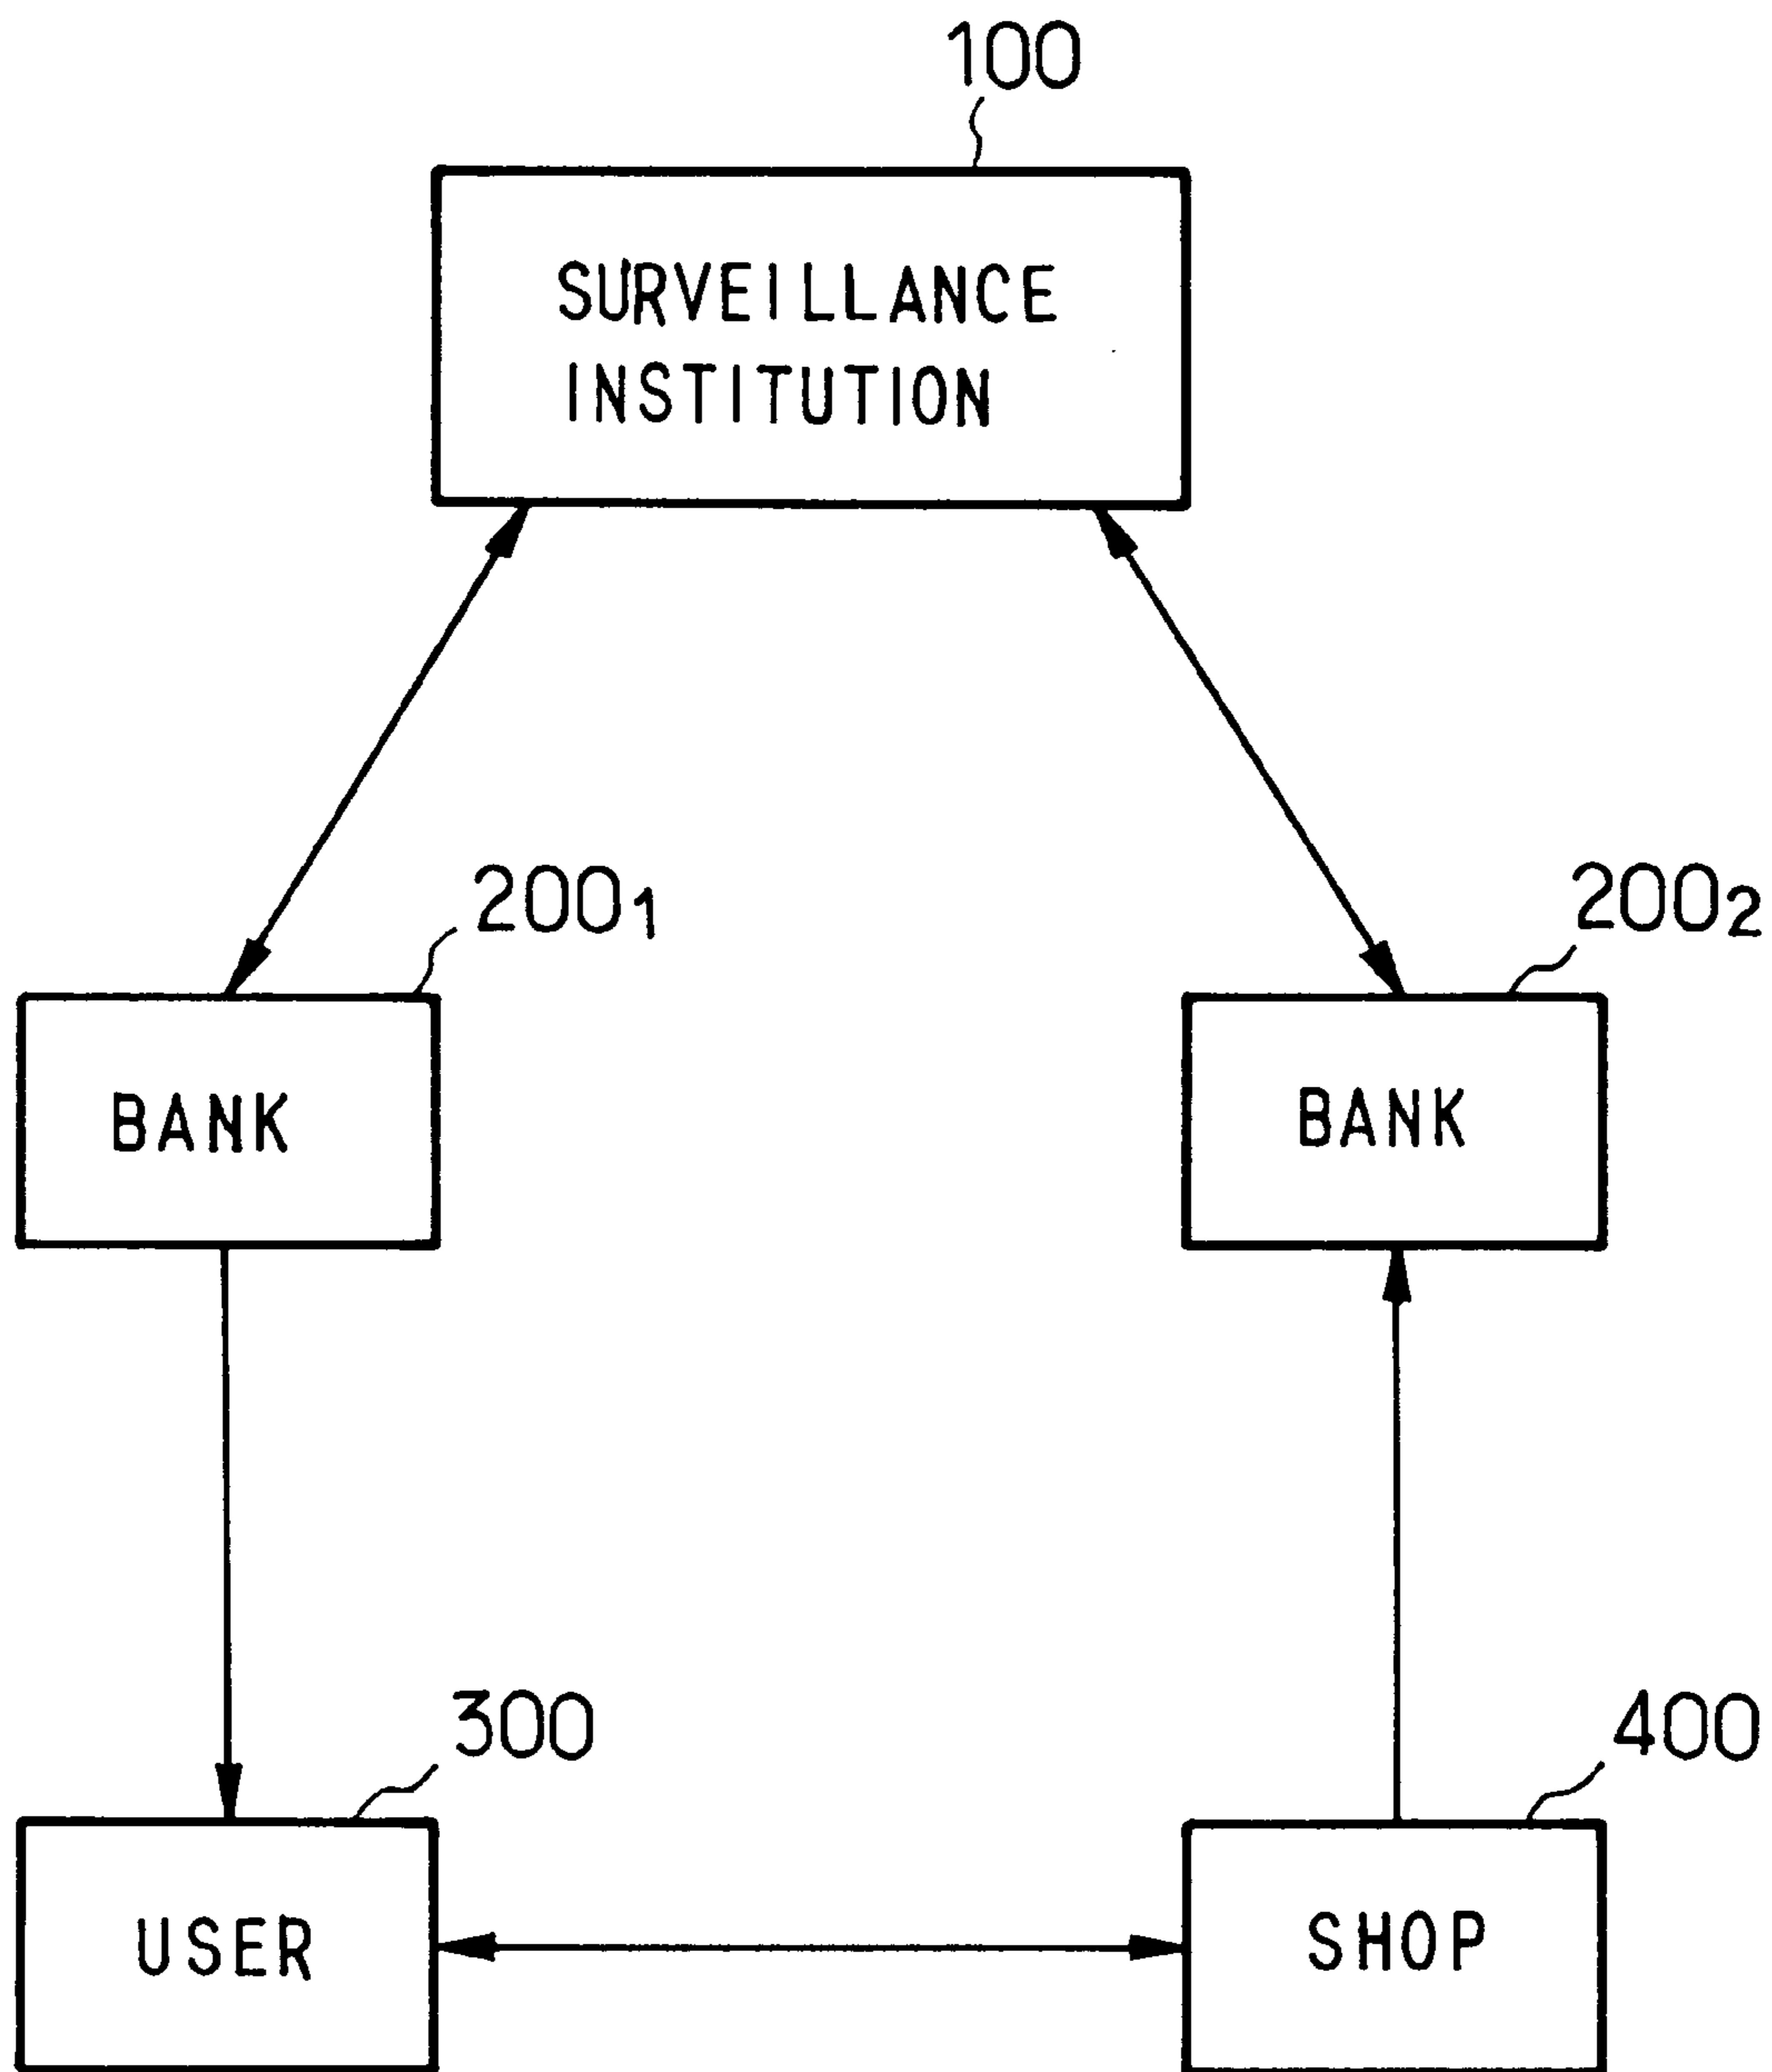 100
SURVEILLANCE
INSTITUTION
200₁
200₂
BANK
BANK
300
400
USER
SHOP